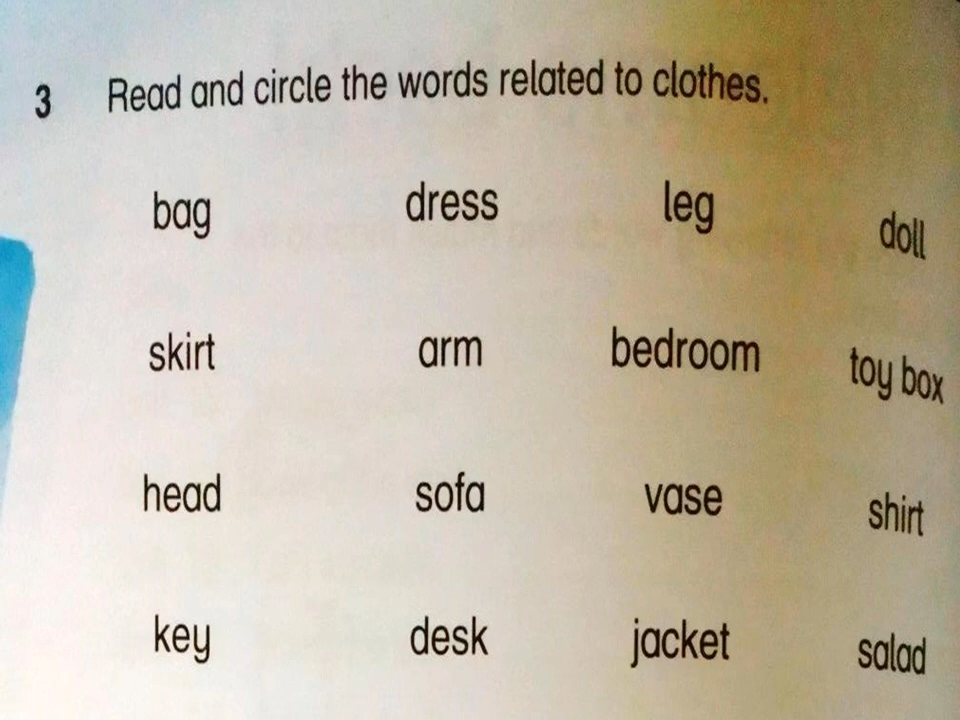 3 Read and circle the words related to clothes.
bag dress leg doll
skirt arm bedroom toy box
head sofa vase shirt
key desk jacket salad